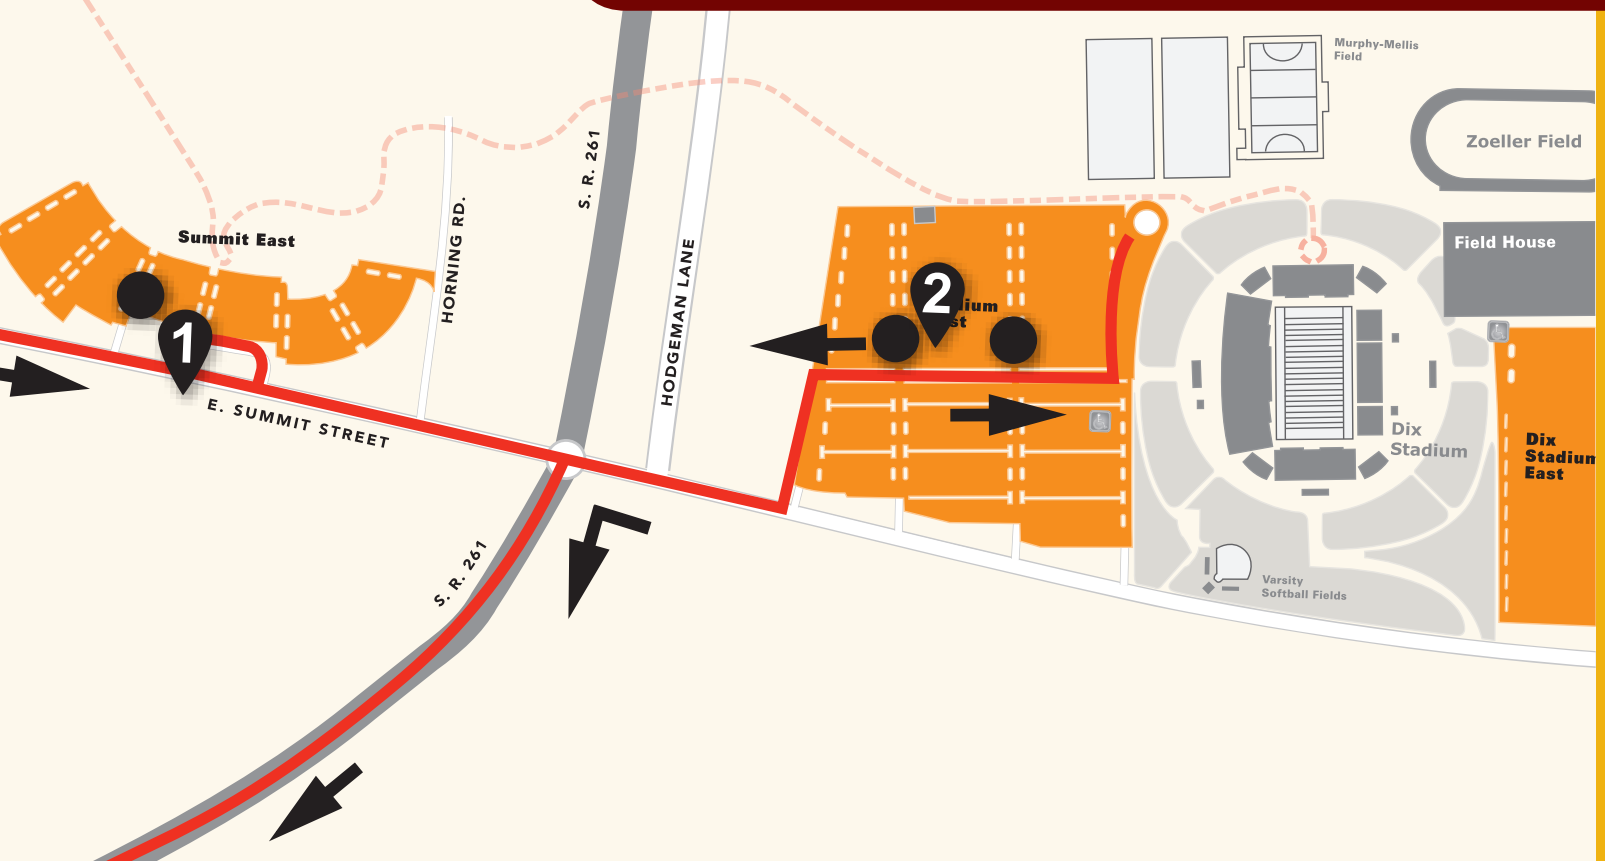 Murphy-Mellis
Field
Zoeller Field
S. R. 261
HORNING RD.
Summit East
HODGEMAN LANE
Field House
2
1
E. SUMMIT STREET
Dix
Stadium
Dix
Stadium
East
S. R. 261
Varsity
Softball Fields